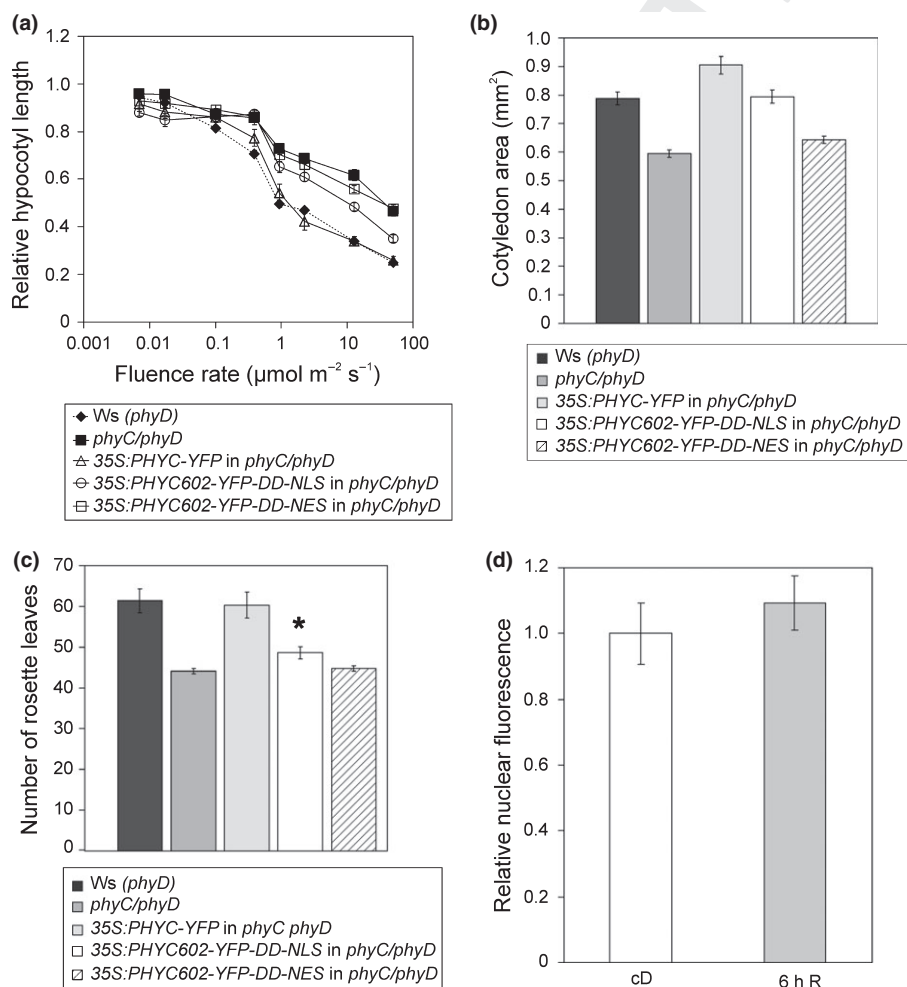 (a)
Relative hypocotyl length
1.2
1.0
0.8
0.6
0.4
0.2
0
0.001 0.01 0.1 1 10 100
Fluence rate (µmol m⁻² s⁻¹)
Ws (phyD)
phyC/phyD
35S:PHYC-YFP in phyC/phyD
35S:PHYC602-YFP-DD-NLS in phyC/phyD
35S:PHYC602-YFP-DD-NES in phyC/phyD
(b)
Cotyledon area (mm²)
1.0
0.9
0.8
0.7
0.6
0.5
0.4
0.3
0.2
0.1
0
Ws (phyD)
phyC/phyD
35S:PHYC-YFP in phyC/phyD
35S:PHYC602-YFP-DD-NLS in phyC/phyD
35S:PHYC602-YFP-DD-NES in phyC/phyD
(c)
Number of rosette leaves
70
60
50
40
30
20
10
0
*
Ws (phyD)
phyC/phyD
35S:PHYC-YFP in phyC phyD
35S:PHYC602-YFP-DD-NLS in phyC/phyD
35S:PHYC602-YFP-DD-NES in phyC/phyD
(d)
Relative nuclear fluorescence
1.2
1.0
0.8
0.6
0.4
0.2
0
cD 6 h R